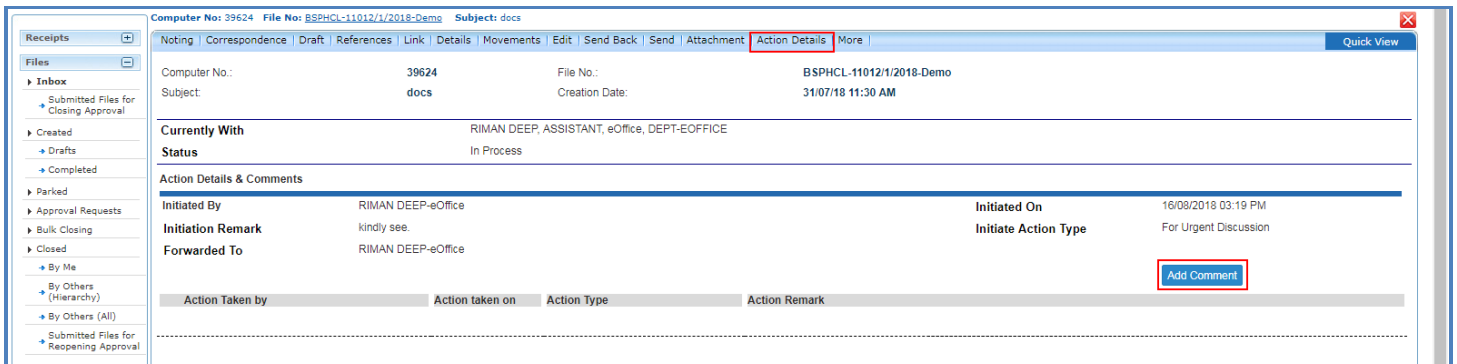 Computer No: 39624 File No: BSPHCL-11012/1/2018-Demo Subject: docs
Receipts
Files
Inbox
Submitted Files for
Closing Approval
Created
Drafts
Completed
Parked
Approval Requests
Bulk Closing
Closed
By Me
By Others
(Hierarchy)
By Others (All)
Submitted Files for
Reopening Approval
Noting | Correspondence | Draft | References | Link | Details | Movements | Edit | Send Back | Send | Attachment | Action Details | More |
Quick View
Computer No.: 39624 File No.: BSPHCL-11012/1/2018-Demo
Subject: docs Creation Date: 31/07/18 11:30 AM
Currently With RIMAN DEEP, ASSISTANT, eOffice, DEPT-EOFFICE
Status In Process
Action Details & Comments
Initiated By RIMAN DEEP-eOffice Initiated On 16/08/2018 03:19 PM
Initiation Remark kindly see. Initiate Action Type For Urgent Discussion
Forwarded To RIMAN DEEP-eOffice
Add Comment
Action Taken by Action taken on Action Type Action Remark